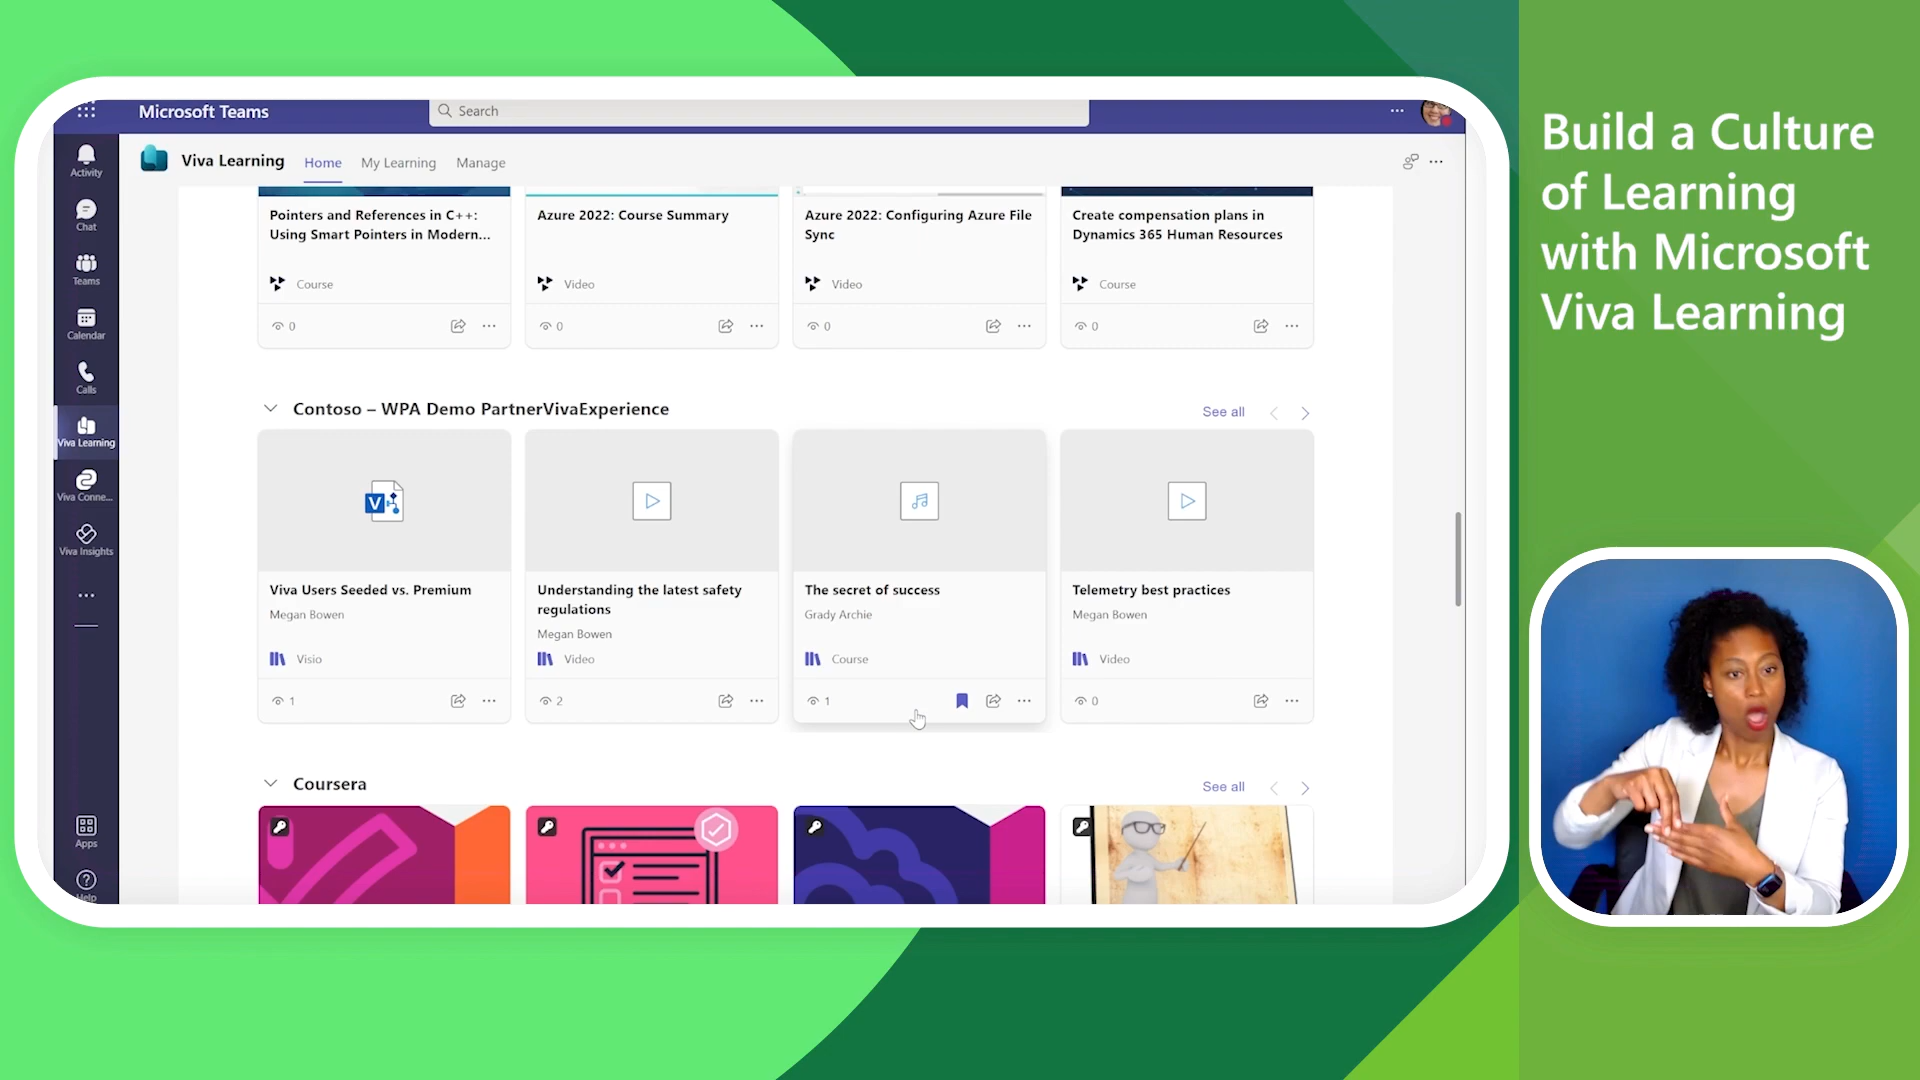 Microsoft Teams
Search
Activity
Chat
Teams
Calendar
Calls
Viva Learning
Viva Conne...
Viva Insights
Apps
Help
Viva Learning
Home
My Learning
Manage
Pointers and References in C++:
Using Smart Pointers in Modern...
Course
0
Azure 2022: Course Summary
Video
0
Azure 2022: Configuring Azure File
Sync
Video
0
Create compensation plans in
Dynamics 365 Human Resources
Course
0
Contoso – WPA Demo PartnerVivaExperience
See all
Viva Users Seeded vs. Premium
Megan Bowen
Visio
1
Understanding the latest safety
regulations
Megan Bowen
Video
2
The secret of success
Grady Archie
Course
1
Telemetry best practices
Megan Bowen
Video
0
Coursera
See all
Build a Culture
of Learning
with Microsoft
Viva Learning